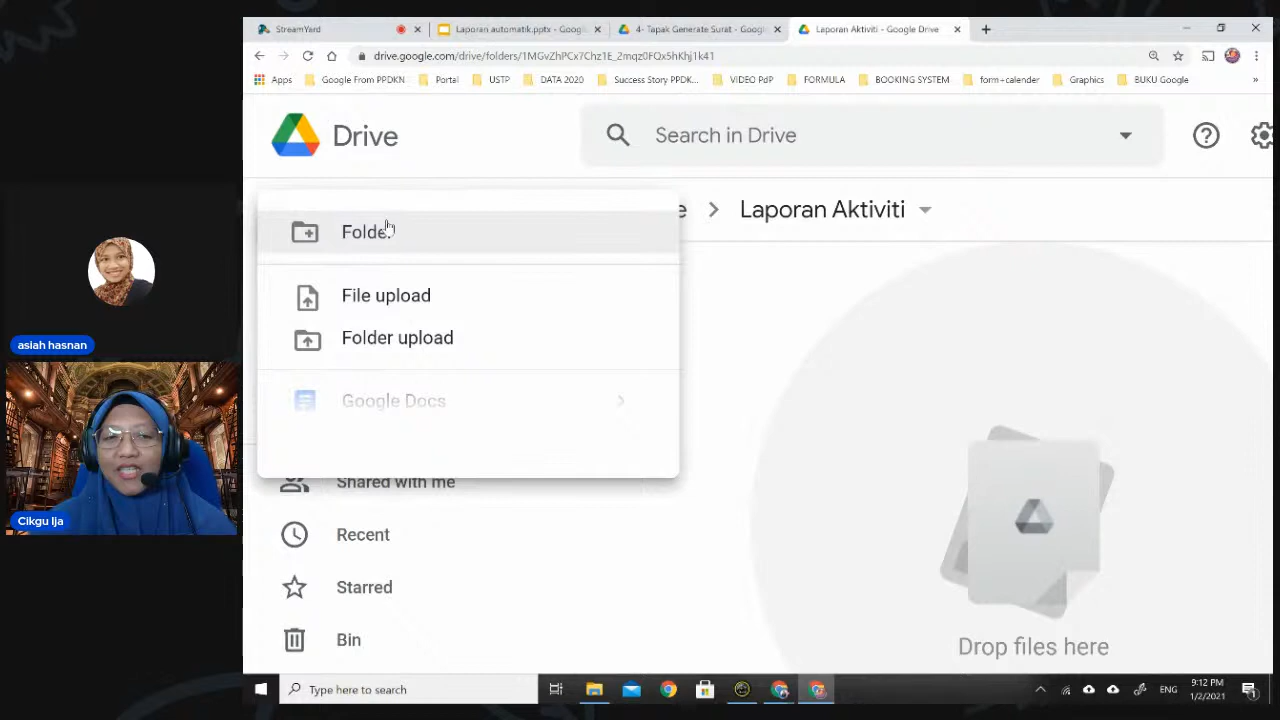 StreamYard
Laporan automatik.pptx - Googl
4- Tapak Generate Surat - Googl
Laporan Aktiviti - Google Drive
drive.google.com/drive/folders/1MGvZhPCx7Chz1E_2mqz0FQx5hKhj1k41
Apps
Google From PPDKN
Portal
USTP
DATA 2020
Success Story PPDK...
VIDEO PdP
FORMULA
BOOKING SYSTEM
form+calender
Graphics
BUKU Google
»
Drive
Search in Drive
e
Laporan Aktiviti
Folder
File upload
Folder upload
Google Docs
Shared with me
Recent
Starred
Bin
Drop files here
asiah hasnan
Cikgu Ija
Type here to search
ENG
9:12 PM
1/2/2021
1